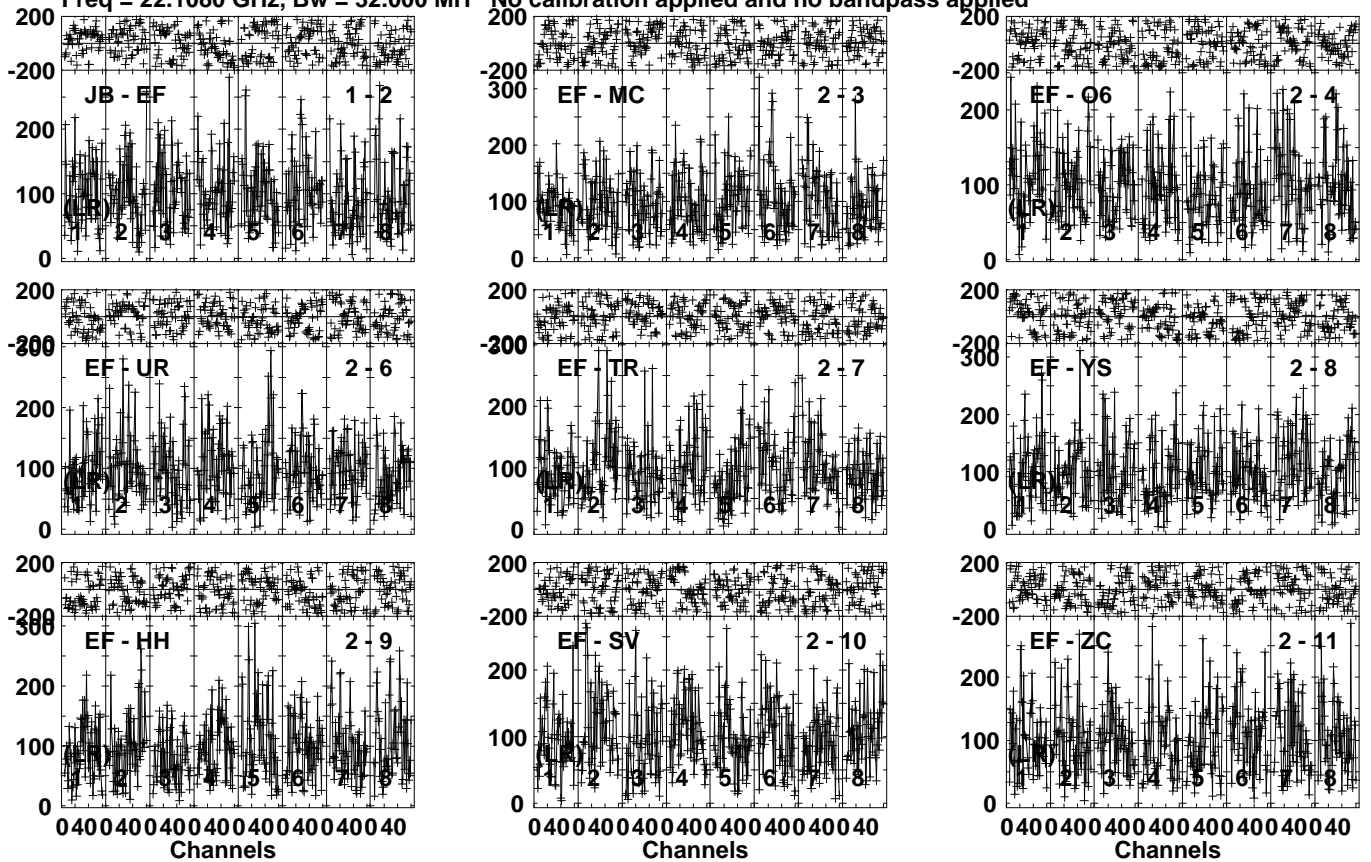 Freq = 22.1080 GHz, Bw = 32.000 MH No calibration applied and no bandpass applied
200 200 200
-200 -200 -200
JB - EF 1 - 2 EF - MC 2 - 3 EF - O6 2 - 4
300
200 200 200
100 100 100
(LR) (LR) (LR)
1 2 3 4 5 6 7 8 1 2 3 4 5 6 7 8 1 2 3 4 5 6 7 8
0 0 0
200 200 200
-200 -200 -200
300 300 300
EF - UR 2 - 6 EF - TR 2 - 7 EF - YS 2 - 8
200 200 200
100 100 100
(LR) (LR) (LR)
1 2 3 4 5 6 7 8 1 2 3 4 5 6 7 8 1 2 3 4 5 6 7 8
0 0 0
200 200 200
-200 -200 -200
300
EF - HH 2 - 9 EF - SV 2 - 10 EF - ZC 2 - 11
200 200 200
100 100 100
(LR) (LR) (LR)
1 2 3 4 5 6 7 8 1 2 3 4 5 6 7 8 1 2 3 4 5 6 7 8
0 0 0
0 40 0 40 0 40 0 40 0 40 0 40 0 40 0 40 0 40 0 40 0 40 0 40 0 40 0 40 0 40 0 40 0 40 0 40 0 40 0 40 0 40 0 40 0 40 0 40
Channels Channels Channels